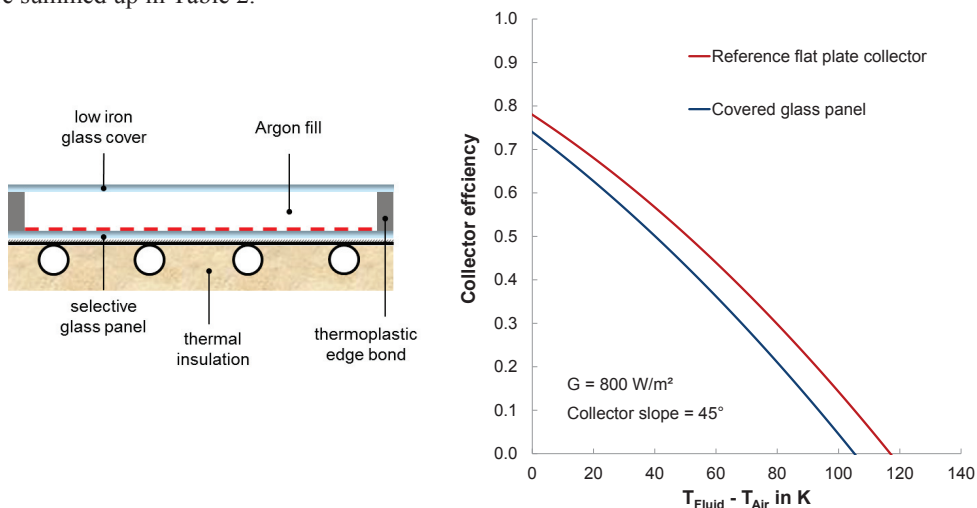 e summed up in Table 2.
low iron
glass cover
Argon fill
selective
glass panel
thermal
insulation
thermoplastic
edge bond
1.0
0.9
0.8
0.7
0.6
0.5
0.4
0.3
0.2
0.1
0.0
Collector effciency
Reference flat plate collector
Covered glass panel
G = 800 W/m²
Collector slope = 45°
0 20 40 60 80 100 120 140
T_Fluid - T_Air in K